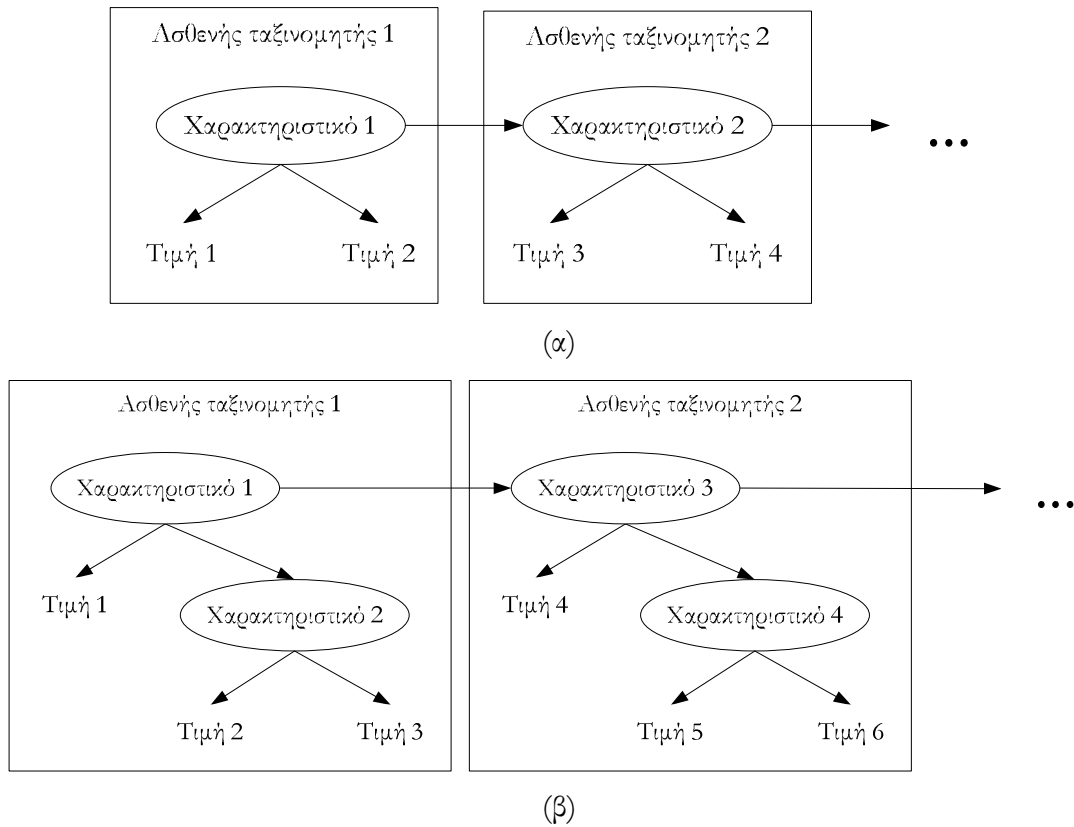 Ασθενής ταξινομητής 1
Ασθενής ταξινομητής 2
Χαρακτηριστικό 1
Χαρακτηριστικό 2
...
Τιμή 1
Τιμή 2
Τιμή 3
Τιμή 4
(α)
Ασθενής ταξινομητής 1
Ασθενής ταξινομητής 2
Χαρακτηριστικό 1
Χαρακτηριστικό 3
...
Τιμή 1
Χαρακτηριστικό 2
Τιμή 4
Χαρακτηριστικό 4
Τιμή 2
Τιμή 3
Τιμή 5
Τιμή 6
(β)